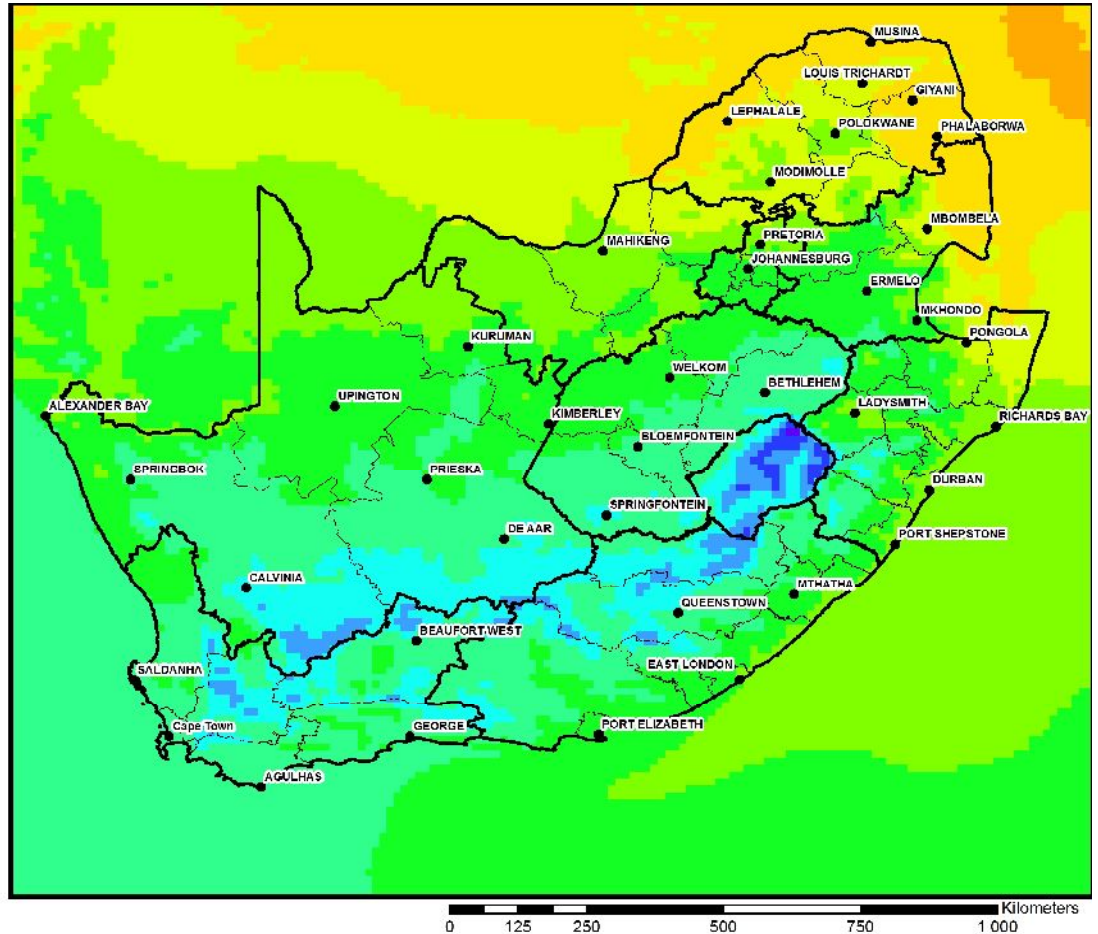 MUSINA
LOUIS TRICHARDT
GIYANI
LEPHALALE
POLOKWANE
PHALABORWA
MODIMOLLE
MBOMBELA
PRETORIA
MAHIKENG
JOHANNESBURG
ERMELO
MKHONDO
KURUMAN
PONGOLA
WELKOM
BETHLEHEM
UPINGTON
ALEXANDER BAY
KIMBERLEY
LADYSMITH
RICHARDS BAY
BLOEMFONTEIN
SPRINGBOK
PRIESKA
DURBAN
SPRINGFONTEIN
DE AAR
PORT SHEPSTONE
CALVINIA
MTHATHA
QUEENSTOWN
BEAUFORT WEST
EAST LONDON
SALDANHA
Cape Town
GEORGE
PORT ELIZABETH
AGULHAS
Kilometers
0 125 250 500 750 1 000